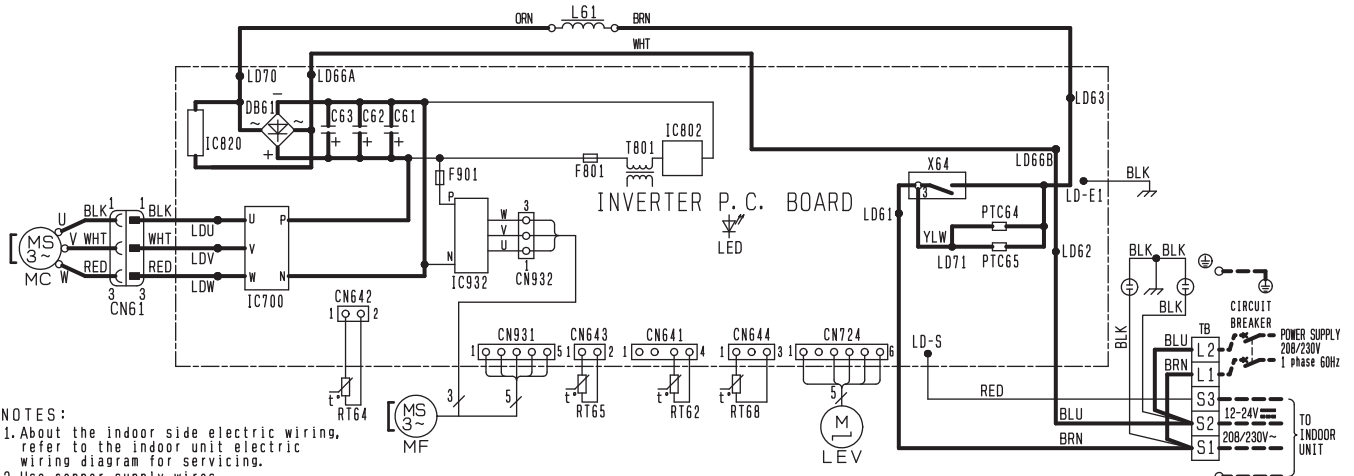 L61
ORN
BRN
WHT
LD70
LD66A
LD63
DB61
−
~
~
+
C63
C62
C61
+
+
+
IC820
IC802
T801
F801
F901
X64
LD66B
BLK
LD-E1
INVERTER P. C. BOARD
LED
3
LD61
PTC64
YLW
PTC65
LD71
LD62
U
BLK
1
1
BLK
LDU
U
P
MS
3~
V
WHT
WHT
LDV
V
W
RED
RED
LDW
W
N
MC
3
3
CN61
IC700
P
N
IC932
W
V
U
3
1
CN932
BLK
BLK
BLK
BLK
CIRCUIT
BREAKER
TB
BLU
L2
BRN
L1
POWER SUPPLY
208/230V
1 phase 60Hz
S3
S2
S1
12-24V
208/230V~
TO
INDOOR
UNIT
CN642
1
2
t°
RT64
CN931
1
5
CN643
1
2
t°
RT65
CN641
1
4
t°
RT62
CN644
1
3
t°
RT68
CN724
1
6
5
M
LEV
LD-S
RED
BLU
BRN
3
5
MS
3~
MF
NOTES:
1. About the indoor side electric wiring,
refer to the indoor unit electric
wiring diagram for servicing.